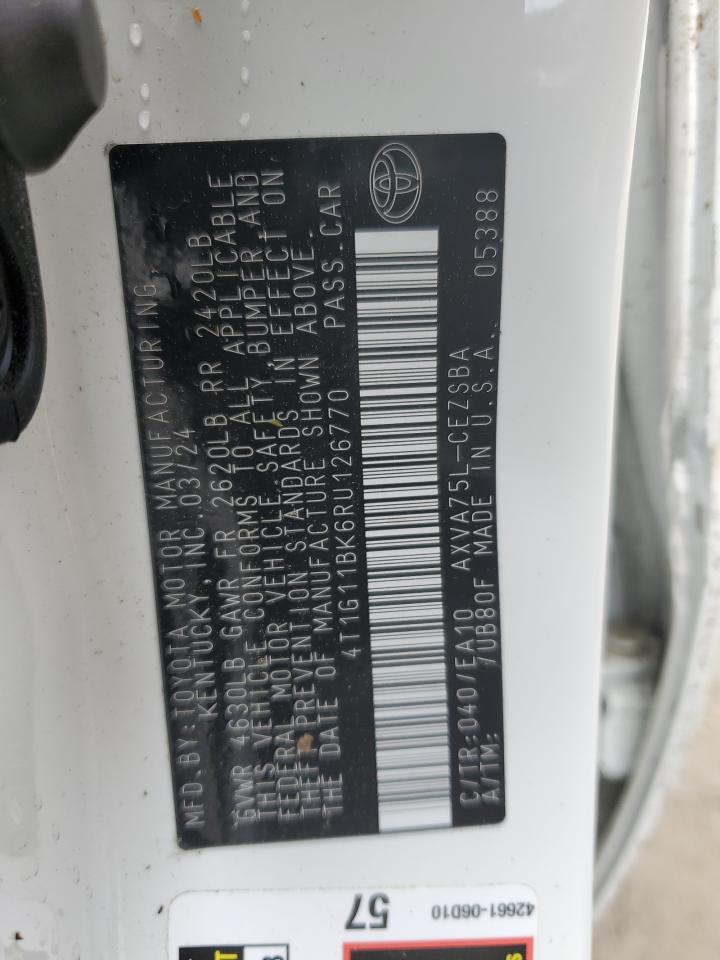 MFD.BY:TOYOTA MOTOR MANUFACTURING,
KENTUCKY, INC 03/24
GVWR 4630LB GAWR FR 2620LB RR 2420LB
THIS VEHICLE CONFORMS TO ALL APPLICABLE
FEDERAL MOTOR VEHICLE SAFETY,BUMPER AND
THEFT PREVENTION STANDARDS IN EFFECT ON
THE DATE OF MANUFACTURE SHOWN ABOVE.
4T1G11BK6RU126770 PASS.CAR
C/TR:040/EA10 AXVA75L-CEZSBA 05388
A/TM: /UB80F MADE IN U.S.A.
57
42661-06D10